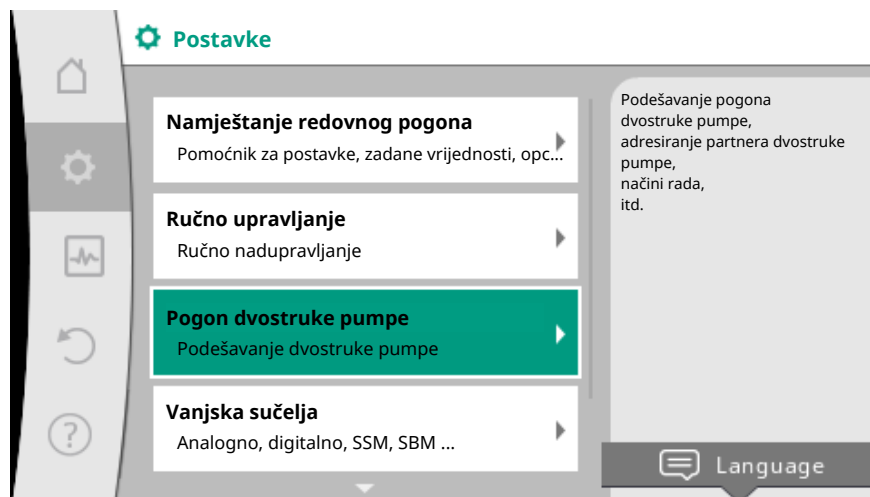 Postavke
Namještanje redovnog pogona
Pomoćnik za postavke, zadane vrijednosti, opc...
Ručno upravljanje
Ručno nadupravljanje
Pogon dvostruke pumpe
Podešavanje dvostruke pumpe
Vanjska sučelja
Analogno, digitalno, SSM, SBM ...
Podešavanje pogona
dvostruke pumpe,
adresiranje partnera dvostruke
pumpe,
načini rada,
itd.
Language